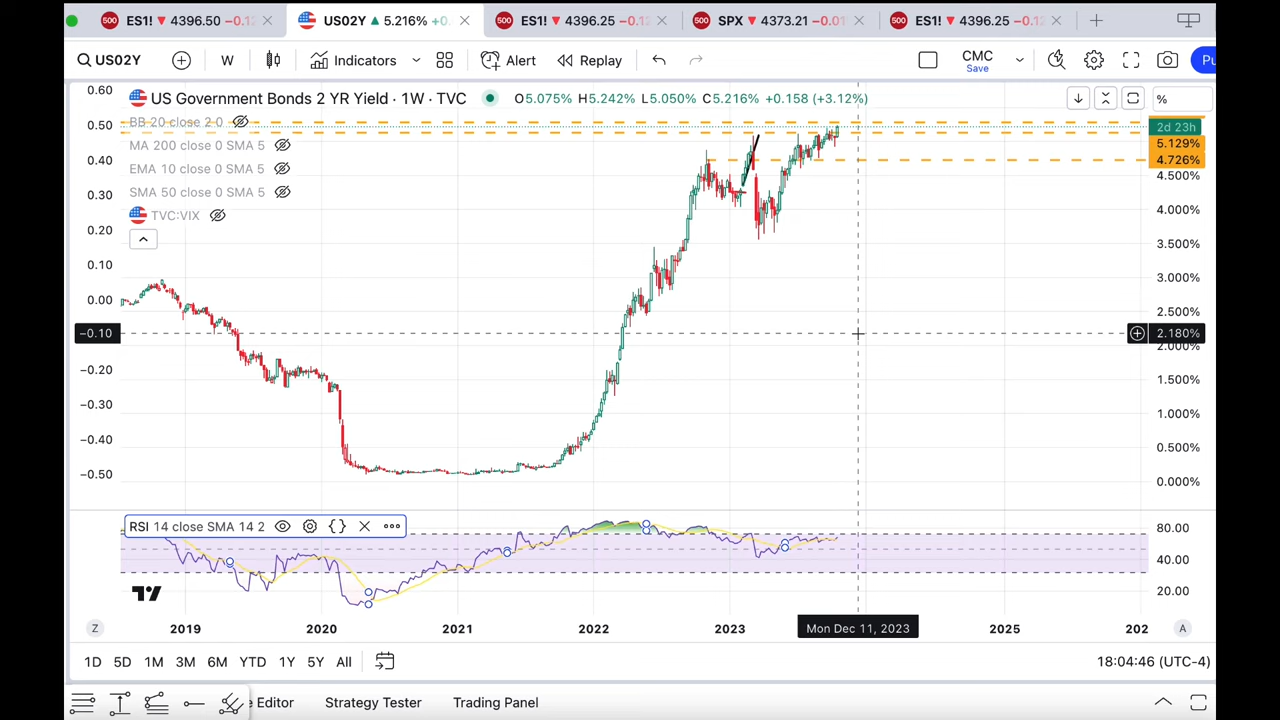 500 ES1! ▼ 4396.50 −0.1
US02Y ▲ 5.216% +0
500 ES1! ▼ 4396.25 −0.1
500 SPX ▼ 4373.21 −0.01
500 ES1! ▼ 4396.25 −0.1
US02Y W Indicators Alert Replay CMC Save Pu
US Government Bonds 2 YR Yield · 1W · TVC O5.075% H5.242% L5.050% C5.216% +0.158 (+3.12%) %
BB 20 close 2 0
MA 200 close 0 SMA 5
EMA 10 close 0 SMA 5
SMA 50 close 0 SMA 5
TVC:VIX
0.60
0.50
0.40
0.30
0.20
0.10
0.00
−0.10
−0.20
−0.30
−0.40
−0.50
2d 23h
5.129%
4.726%
4.500%
4.000%
3.500%
3.000%
2.500%
2.180%
2.000%
1.500%
1.000%
0.500%
0.000%
RSI 14 close SMA 14 2
80.00
40.00
20.00
Z 2019 2020 2021 2022 2023 Mon Dec 11, 2023 2025 202 A
1D 5D 1M 3M 6M YTD 1Y 5Y All 18:04:46 (UTC-4)
e Editor Strategy Tester Trading Panel